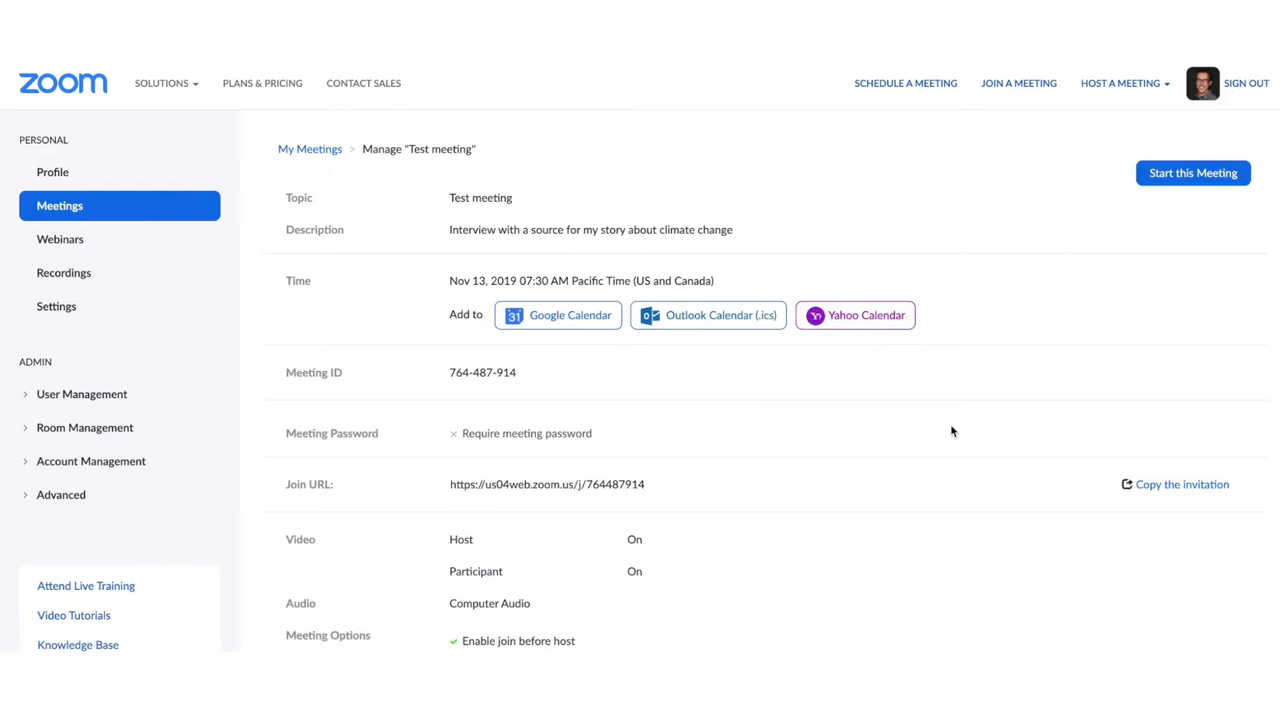 zoom
SOLUTIONS
PLANS & PRICING
CONTACT SALES
SCHEDULE A MEETING
JOIN A MEETING
HOST A MEETING
SIGN OUT
PERSONAL
Profile
Meetings
Webinars
Recordings
Settings
ADMIN
User Management
Room Management
Account Management
Advanced
Attend Live Training
Video Tutorials
Knowledge Base
My Meetings > Manage "Test meeting"
Start this Meeting
Topic Test meeting
Description Interview with a source for my story about climate change
Time Nov 13, 2019 07:30 AM Pacific Time (US and Canada)
Add to 31 Google Calendar Outlook Calendar (.ics) Yahoo Calendar
Meeting ID 764-487-914
Meeting Password × Require meeting password
Join URL: https://us04web.zoom.us/j/764487914 Copy the invitation
Video Host On
Participant On
Audio Computer Audio
Meeting Options Enable join before host